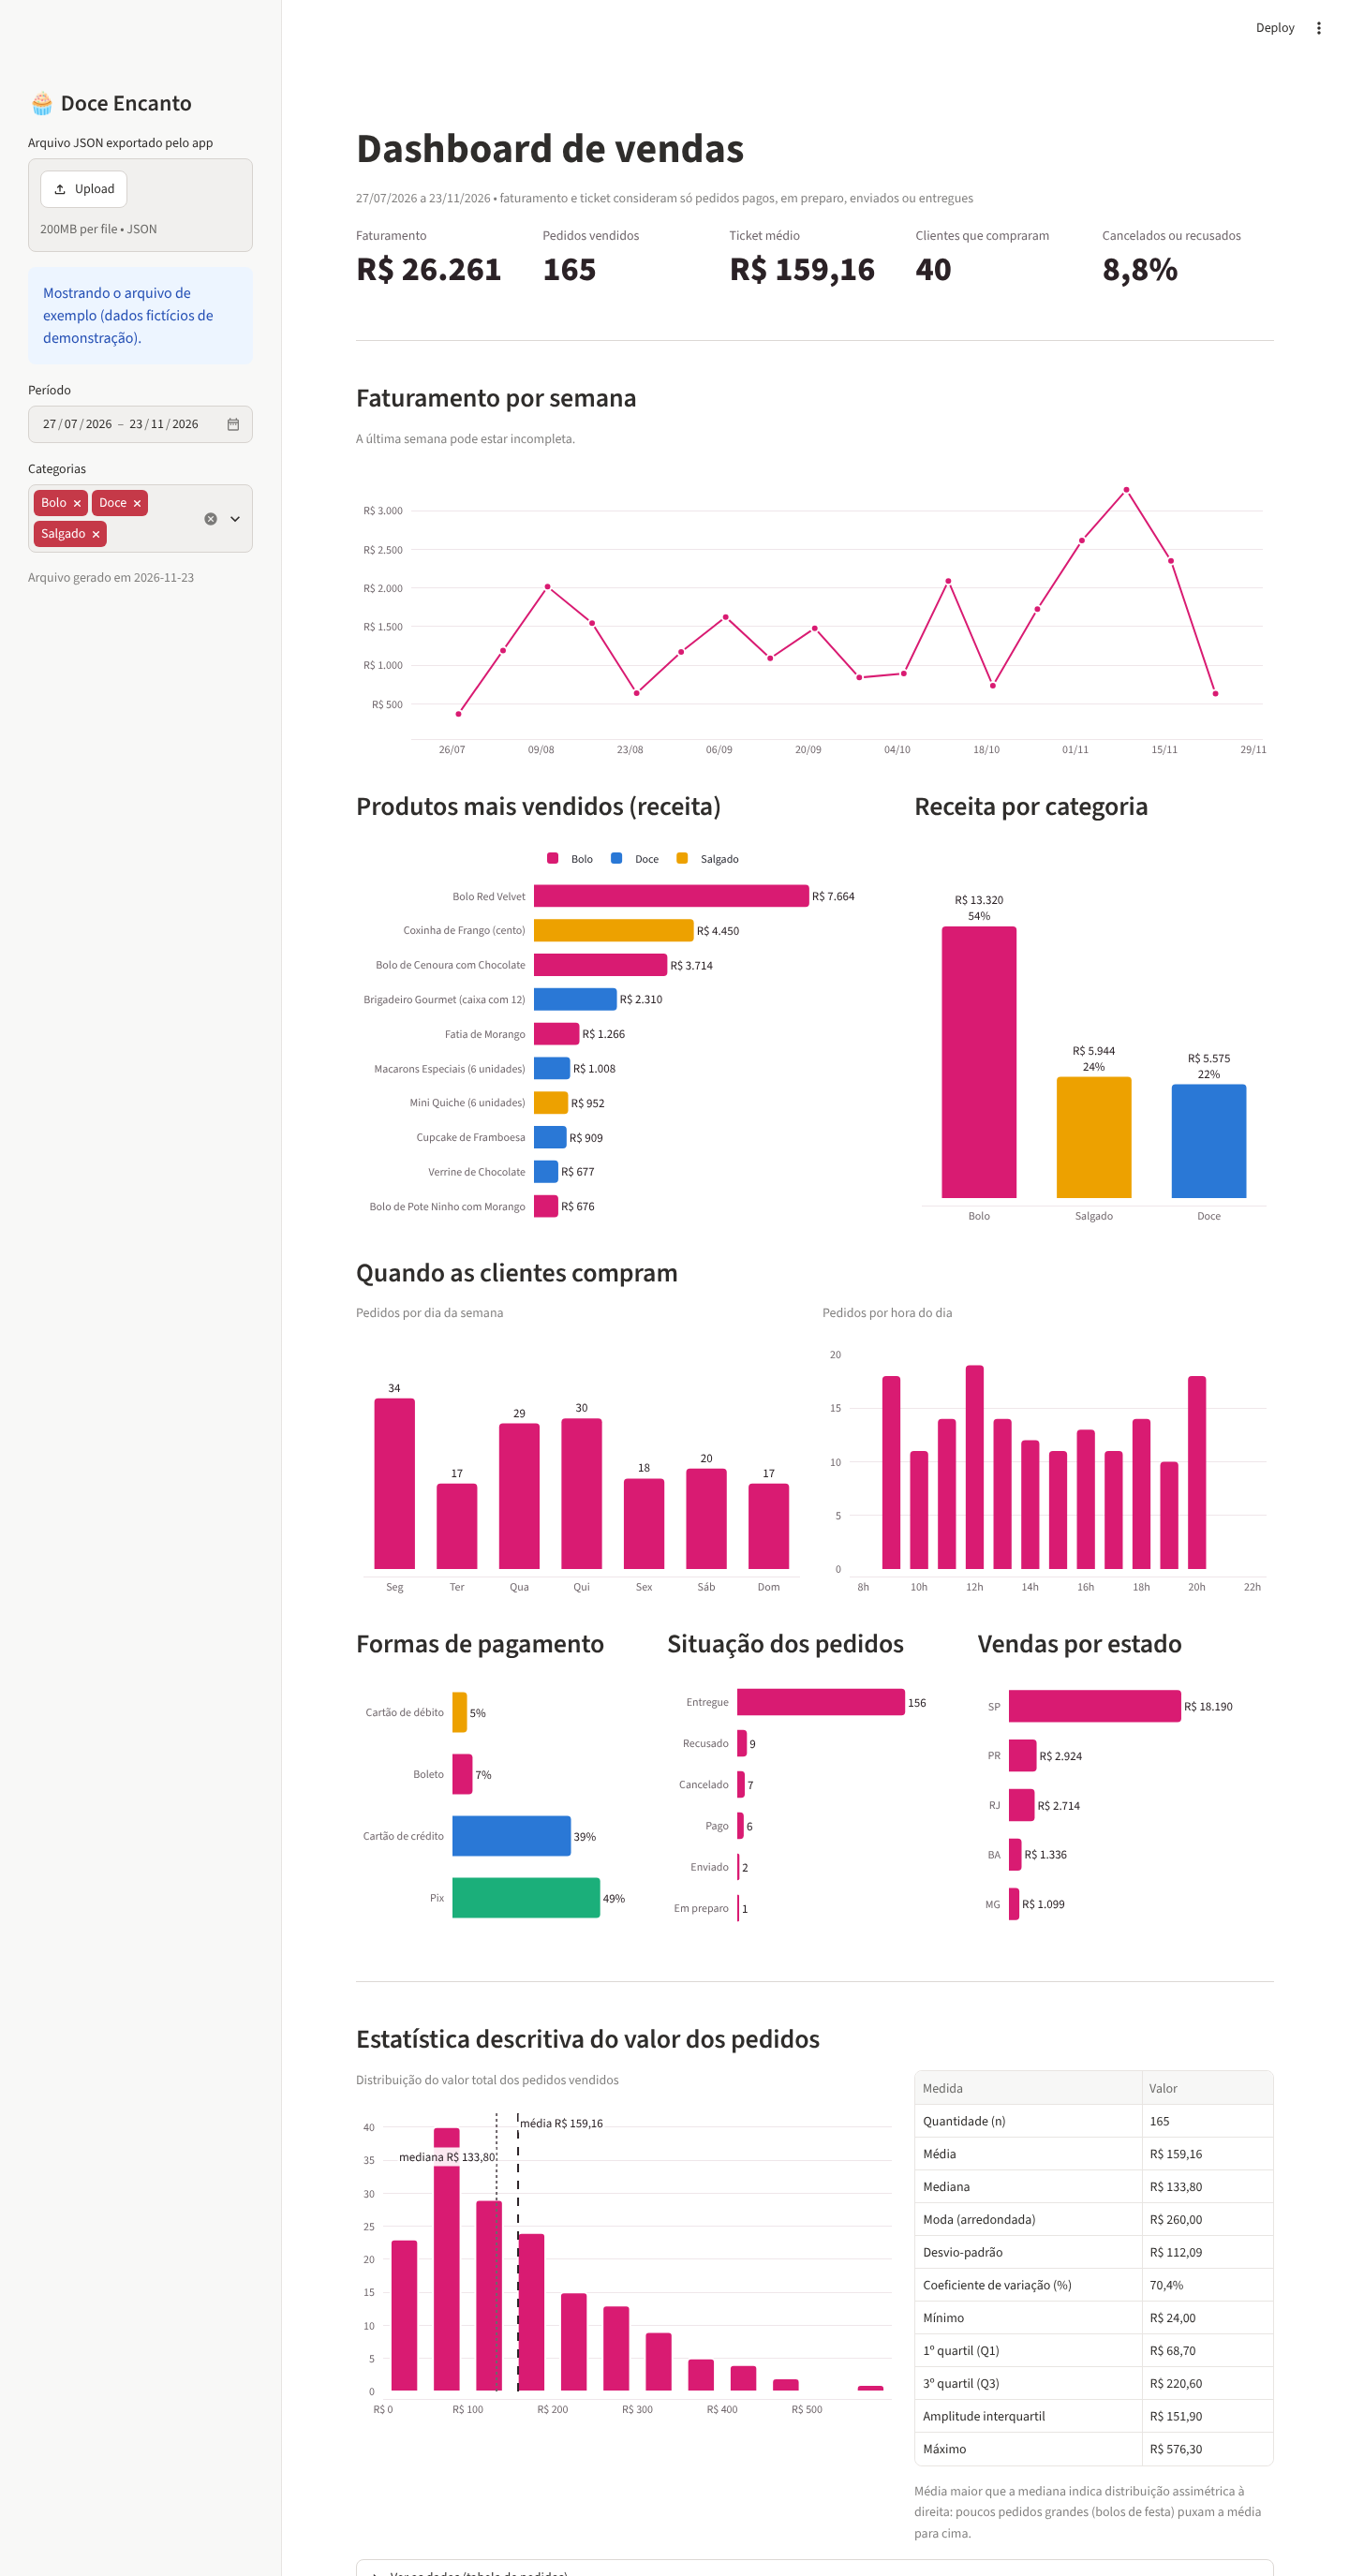 Deploy
🧁 Doce Encanto
Arquivo JSON exportado pelo app
Upload
200MB per file • JSON
Mostrando o arquivo de
exemplo (dados fictícios de
demonstração).
Período
27 / 07 / 2026 – 23 / 11 / 2026
Categorias
Bolo × Doce ×
Salgado ×
Arquivo gerado em 2026-11-23
Dashboard de vendas
27/07/2026 a 23/11/2026 • faturamento e ticket consideram só pedidos pagos, em preparo, enviados ou entregues
Faturamento Pedidos vendidos Ticket médio Clientes que compraram Cancelados ou recusados
R$ 26.261 165 R$ 159,16 40 8,8%
Faturamento por semana
A última semana pode estar incompleta.
R$ 3.000
R$ 2.500
R$ 2.000
R$ 1.500
R$ 1.000
R$ 500
26/07 09/08 23/08 06/09 20/09 04/10 18/10 01/11 15/11 29/11
Produtos mais vendidos (receita)
Bolo Doce Salgado
Bolo Red Velvet R$ 7.664
Coxinha de Frango (cento) R$ 4.450
Bolo de Cenoura com Chocolate R$ 3.714
Brigadeiro Gourmet (caixa com 12) R$ 2.310
Fatia de Morango R$ 1.266
Macarons Especiais (6 unidades) R$ 1.008
Mini Quiche (6 unidades) R$ 952
Cupcake de Framboesa R$ 909
Verrine de Chocolate R$ 677
Bolo de Pote Ninho com Morango R$ 676
Receita por categoria
R$ 13.320
54%
R$ 5.944
24%
R$ 5.575
22%
Bolo Salgado Doce
Quando as clientes compram
Pedidos por dia da semana
34 17 29 30 18 20 17
Seg Ter Qua Qui Sex Sáb Dom
Pedidos por hora do dia
20
15
10
5
0
8h 10h 12h 14h 16h 18h 20h 22h
Formas de pagamento
Cartão de débito 5%
Boleto 7%
Cartão de crédito 39%
Pix 49%
Situação dos pedidos
Entregue 156
Recusado 9
Cancelado 7
Pago 6
Enviado 2
Em preparo 1
Vendas por estado
SP R$ 18.190
PR R$ 2.924
RJ R$ 2.714
BA R$ 1.336
MG R$ 1.099
Estatística descritiva do valor dos pedidos
Distribuição do valor total dos pedidos vendidos
média R$ 159,16
mediana R$ 133,80
40
35
30
25
20
15
10
5
0
R$ 0 R$ 100 R$ 200 R$ 300 R$ 400 R$ 500
Medida Valor
Quantidade (n) 165
Média R$ 159,16
Mediana R$ 133,80
Moda (arredondada) R$ 260,00
Desvio-padrão R$ 112,09
Coeficiente de variação (%) 70,4%
Mínimo R$ 24,00
1º quartil (Q1) R$ 68,70
3º quartil (Q3) R$ 220,60
Amplitude interquartil R$ 151,90
Máximo R$ 576,30
Média maior que a mediana indica distribuição assimétrica à
direita: poucos pedidos grandes (bolos de festa) puxam a média
para cima.